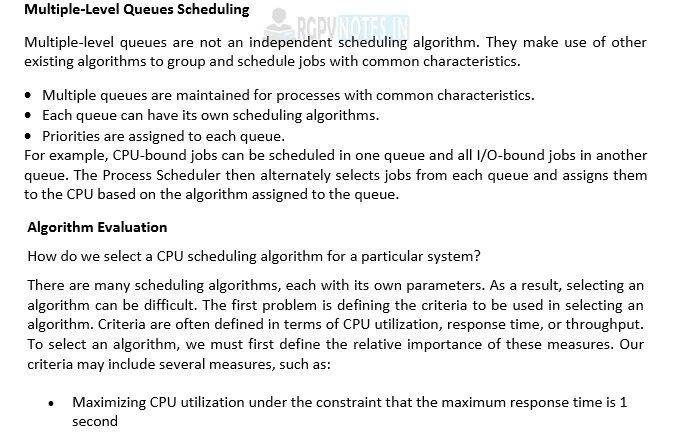 Multiple-Level Queues Scheduling
RGPVNOTES.IN
Multiple-level queues are not an independent scheduling algorithm. They make use of other
existing algorithms to group and schedule jobs with common characteristics.
• Multiple queues are maintained for processes with common characteristics.
• Each queue can have its own scheduling algorithms.
• Priorities are assigned to each queue.
For example, CPU-bound jobs can be scheduled in one queue and all I/O-bound jobs in another
queue. The Process Scheduler then alternately selects jobs from each queue and assigns them
to the CPU based on the algorithm assigned to the queue.
Algorithm Evaluation
How do we select a CPU scheduling algorithm for a particular system?
There are many scheduling algorithms, each with its own parameters. As a result, selecting an
algorithm can be difficult. The first problem is defining the criteria to be used in selecting an
algorithm. Criteria are often defined in terms of CPU utilization, response time, or throughput.
To select an algorithm, we must first define the relative importance of these measures. Our
criteria may include several measures, such as:
• Maximizing CPU utilization under the constraint that the maximum response time is 1
second